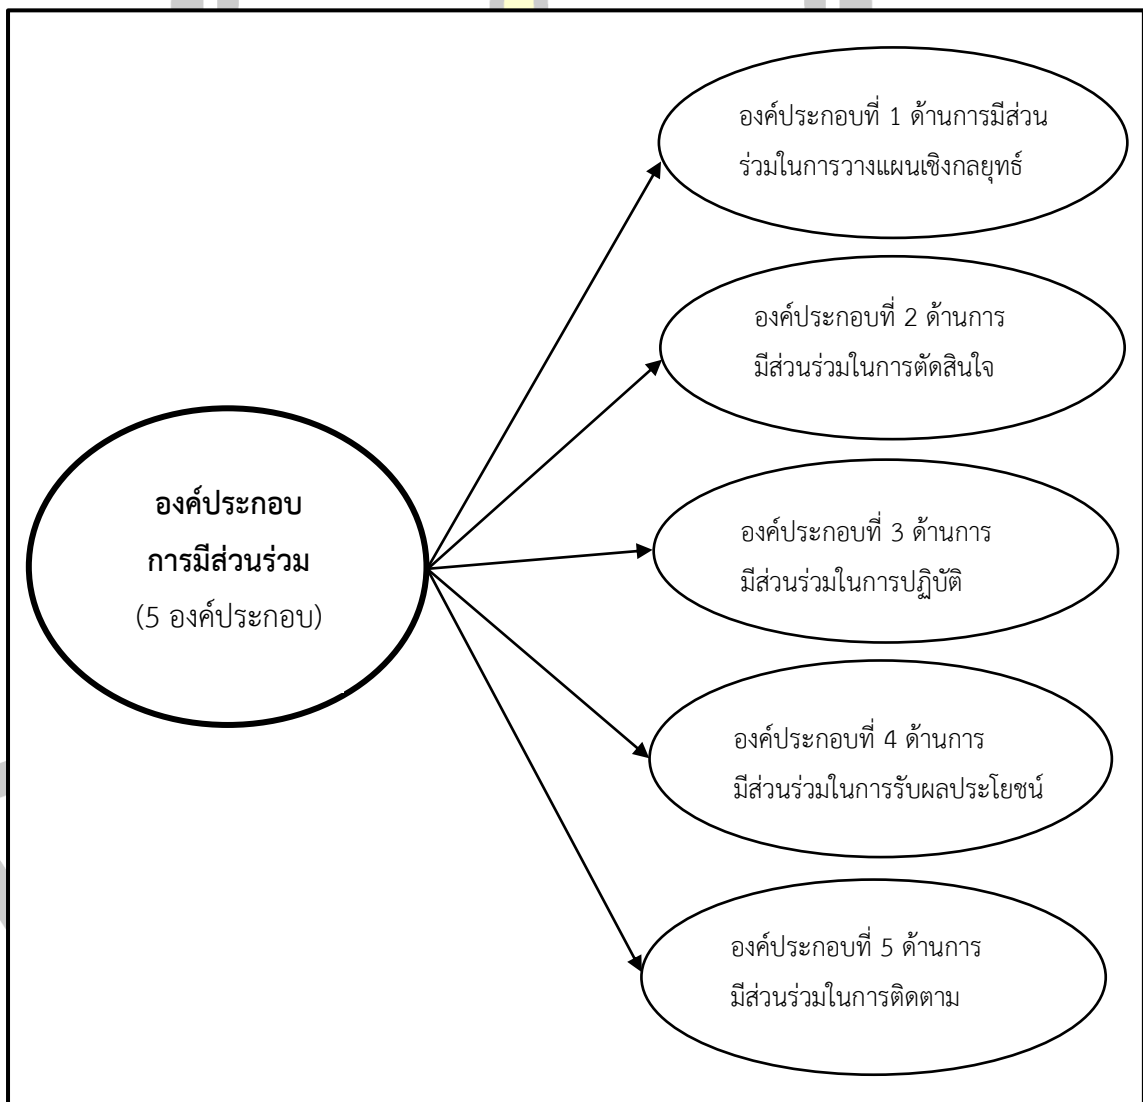 องค์ประกอบที่ 1 ด้านการมีส่วน
ร่วมในการวางแผนเชิงกลยุทธ์
องค์ประกอบที่ 2 ด้านการ
มีส่วนร่วมในการตัดสินใจ
องค์ประกอบ
การมีส่วนร่วม
(5 องค์ประกอบ)
องค์ประกอบที่ 3 ด้านการ
มีส่วนร่วมในการปฏิบัติ
องค์ประกอบที่ 4 ด้านการ
มีส่วนร่วมในการรับผลประโยชน์
องค์ประกอบที่ 5 ด้านการ
มีส่วนร่วมในการติดตาม